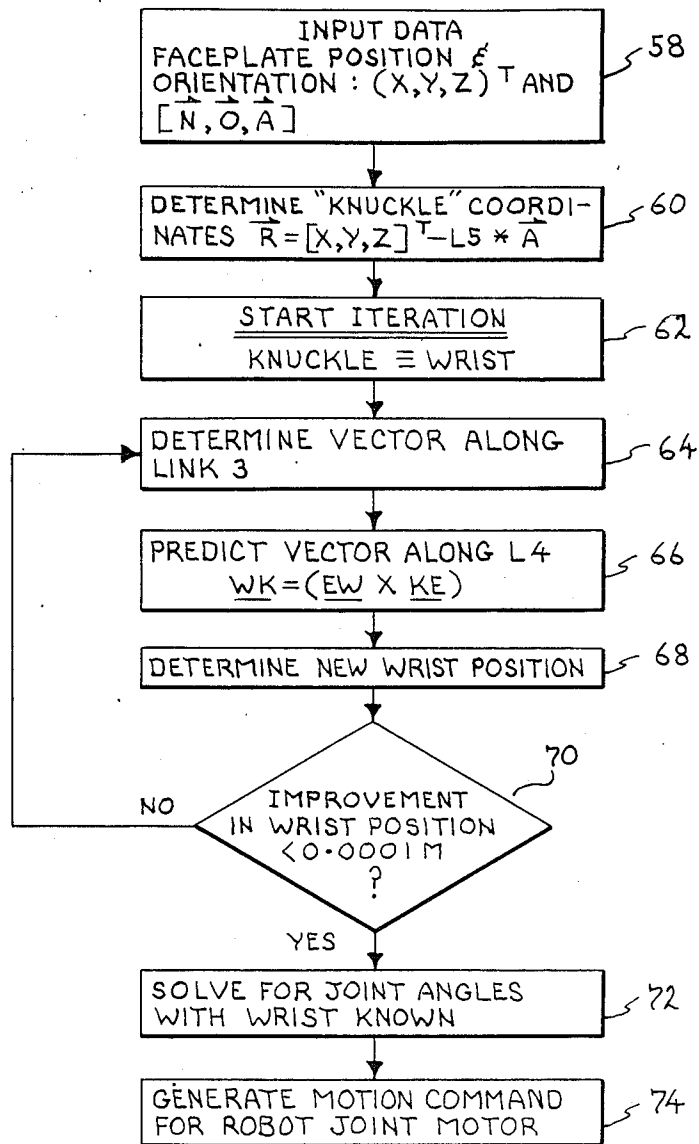 INPUT DATA
FACEPLATE POSITION &
ORIENTATION : (X,Y,Z)ᵀ AND
[N⃗,O⃗,A⃗]
58
DETERMINE "KNUCKLE" COORDI-
NATES R⃗=[X,Y,Z]ᵀ-L5 * A⃗
60
START ITERATION
KNUCKLE ≡ WRIST
62
DETERMINE VECTOR ALONG
LINK 3
64
PREDICT VECTOR ALONG L4
WK=(EW X KE)
66
DETERMINE NEW WRIST POSITION
68
70
NO
IMPROVEMENT
IN WRIST POSITION
<0.0001M
?
YES
SOLVE FOR JOINT ANGLES
WITH WRIST KNOWN
72
GENERATE MOTION COMMAND
FOR ROBOT JOINT MOTOR
74